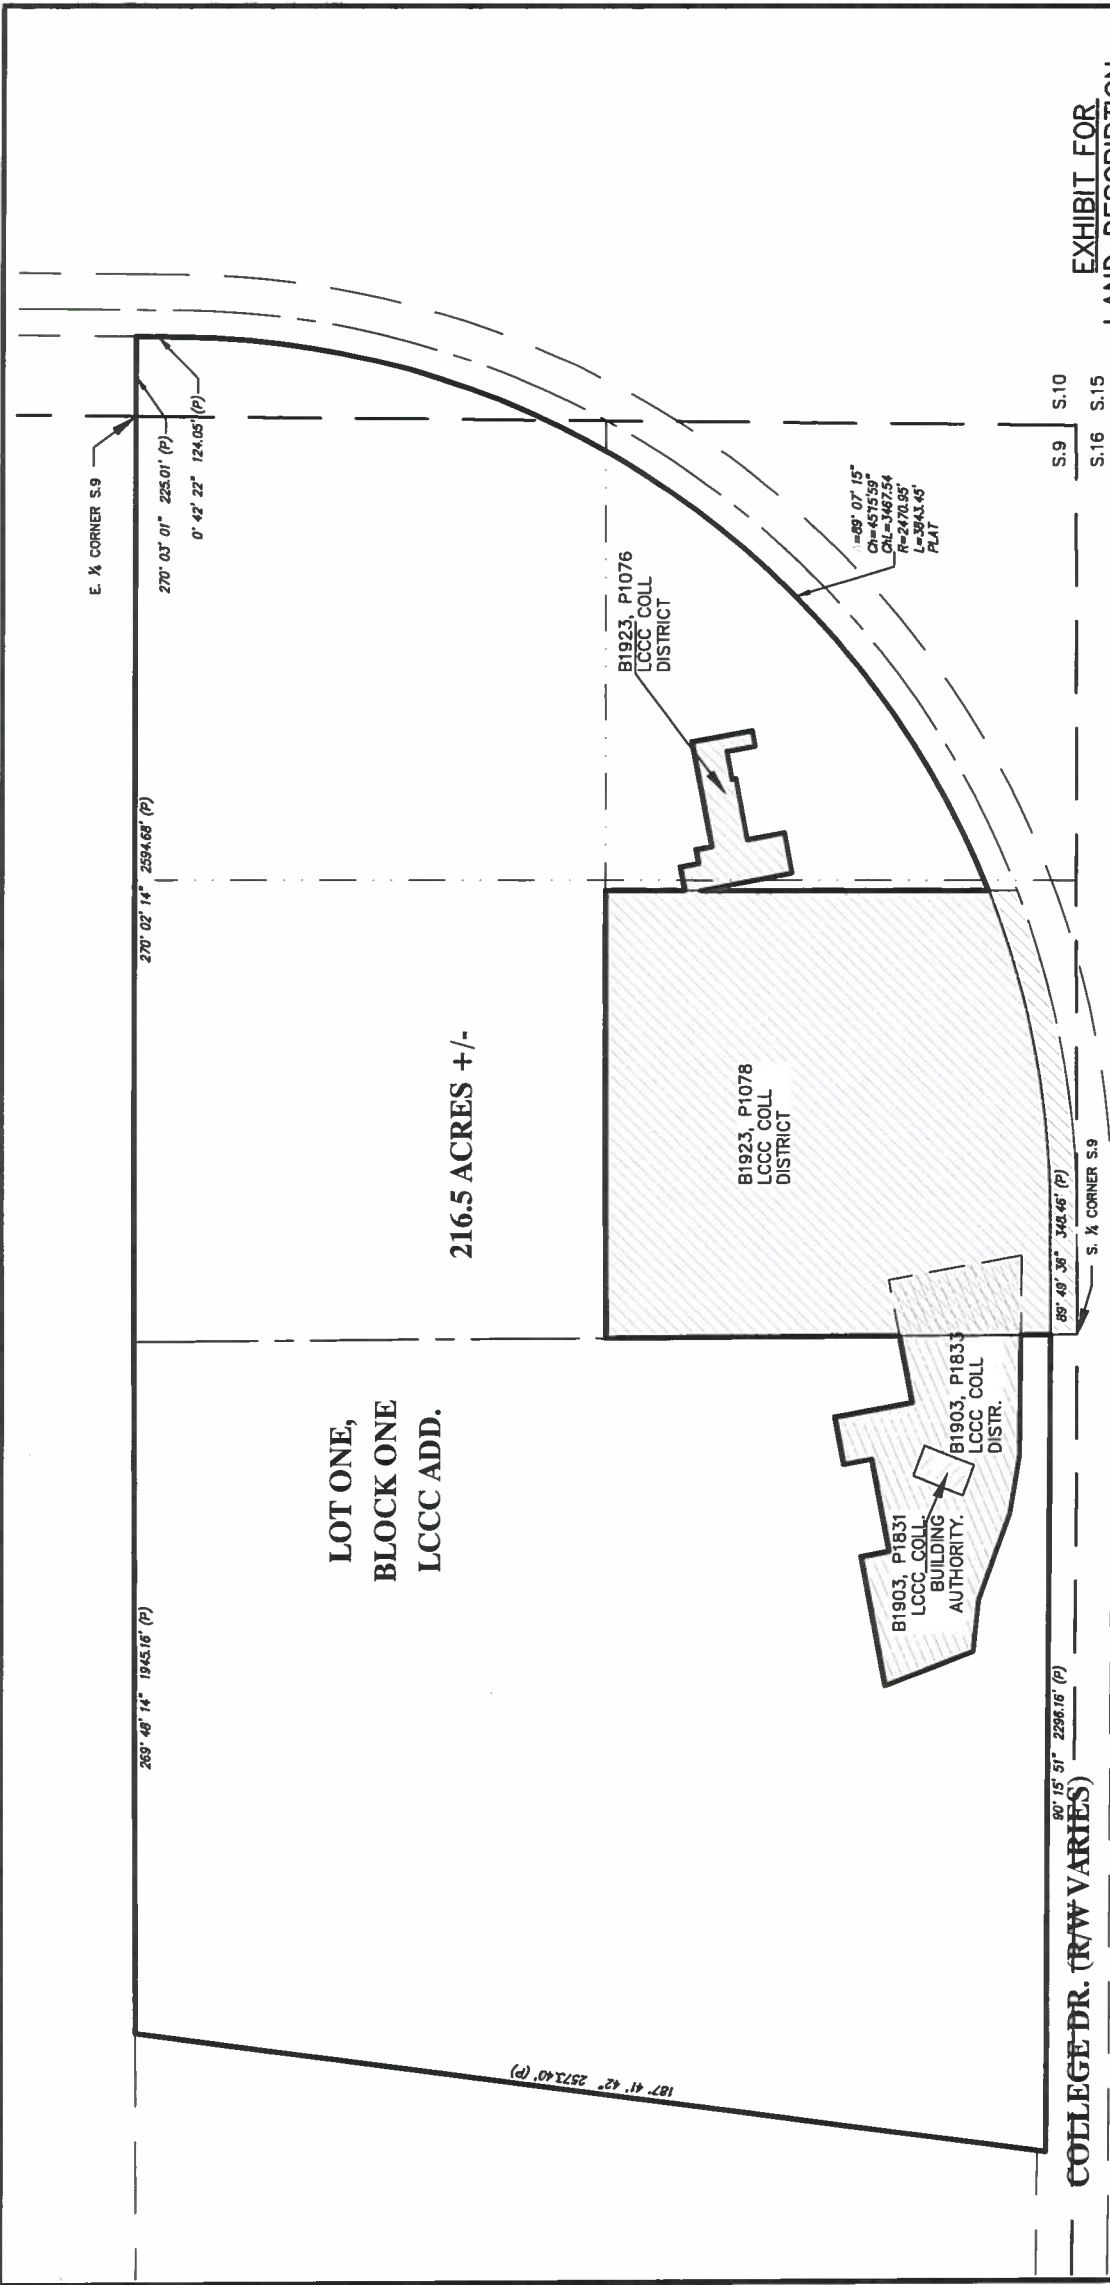 E. ¼ CORNER S.9
270° 03' 01" 225.01' (P)
0° 42' 22" 124.05' (P)
270° 02' 14" 2594.68' (P)
269° 48' 14" 1945.16' (P)
187° 41' 42" 2573.40' (P)
LOT ONE,
BLOCK ONE
LCCC ADD.
216.5 ACRES +/-
B1923, P1076
LCCC COLL
DISTRICT
=89° 07' 15"
Ch=45°15'59"
ChL=3467.54
R=2470.95'
L=3843.45'
PLAT
B1923, P1078
LCCC COLL
DISTRICT
B1903, P1833
LCCC COLL
DISTR.
B1903, P1831
LCCC COLL.
BUILDING
AUTHORITY.
89° 49' 36" 348.46' (P)
S. ¼ CORNER S.9
90° 15' 51" 2296.16' (P)
COLLEGE DR. (R/W VARIES)
S.9 S.10
S.16 S.15
EXHIBIT FOR
LAND DESCRIPTION